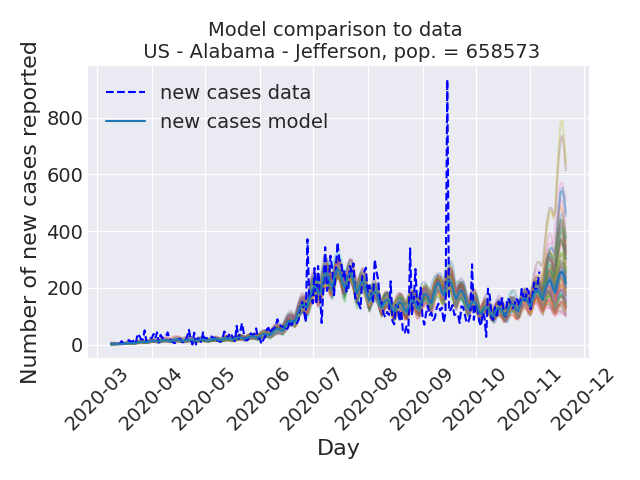 Model comparison to data
US - Alabama - Jefferson, pop. = 658573
Number of new cases reported
800
600
400
200
0
new cases data
new cases model
2020-03
2020-04
2020-05
2020-06
2020-07
2020-08
2020-09
2020-10
2020-11
2020-12
Day